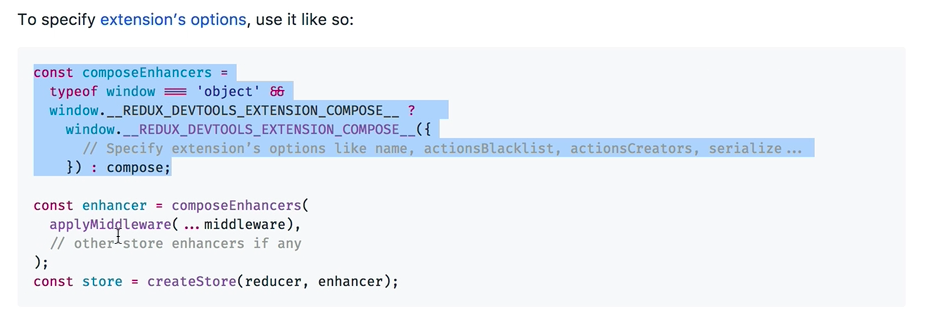 To specify extension's options, use it like so:
const composeEnhancers =
typeof window === 'object' &&
window.__REDUX_DEVTOOLS_EXTENSION_COMPOSE__ ?
window.__REDUX_DEVTOOLS_EXTENSION_COMPOSE__({
// Specify extension's options like name, actionsBlacklist, actionsCreators, serialize...
}) : compose;
const enhancer = composeEnhancers(
applyMiddleware(...middleware),
// other store enhancers if any
);
const store = createStore(reducer, enhancer);